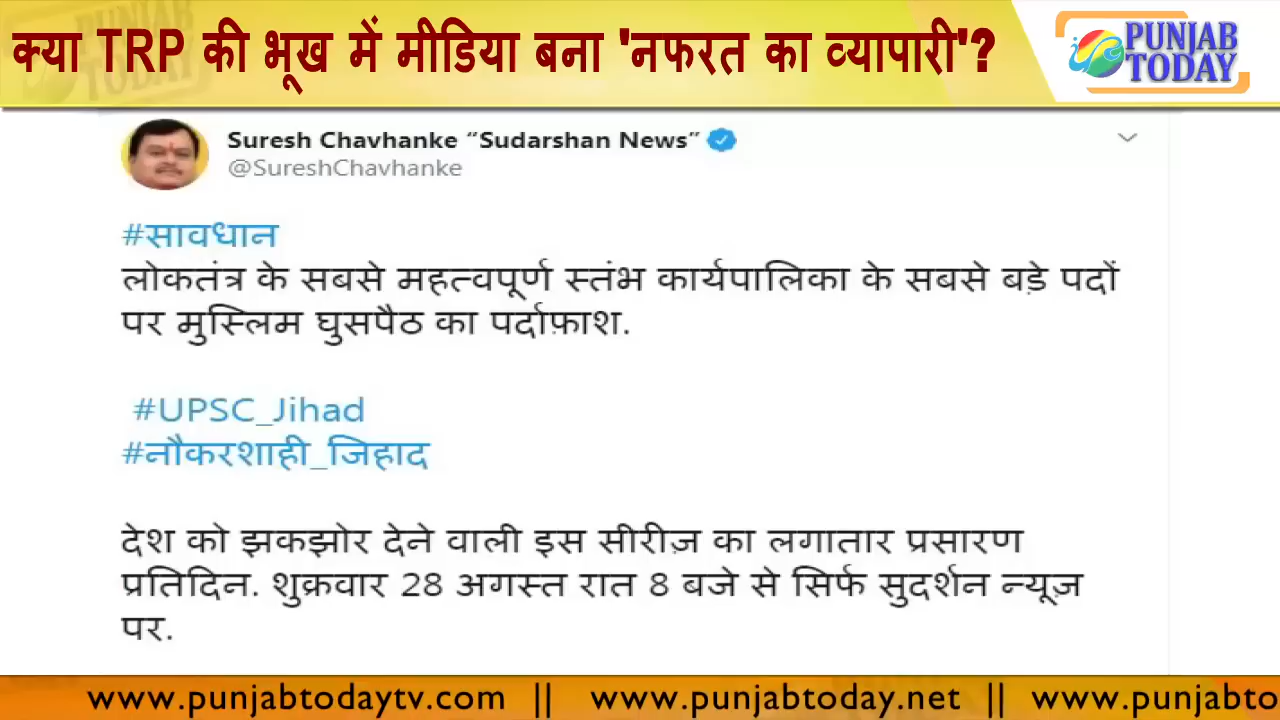 क्या TRP की भूख में मीडिया बना 'नफरत का व्यापारी'?
PUNJAB
TODAY
Suresh Chavhanke “Sudarshan News”
@SureshChavhanke
#सावधान
लोकतंत्र के सबसे महत्वपूर्ण स्तंभ कार्यपालिका के सबसे बड़े पदों
पर मुस्लिम घुसपैठ का पर्दाफ़ाश.
#UPSC_Jihad
#नौकरशाही_जिहाद
देश को झकझोर देने वाली इस सीरीज़ का लगातार प्रसारण
प्रतिदिन. शुक्रवार 28 अगस्त रात 8 बजे से सिर्फ सुदर्शन न्यूज़
पर.
www.punjabtodaytv.com || www.punjabtoday.net || www.punjabto